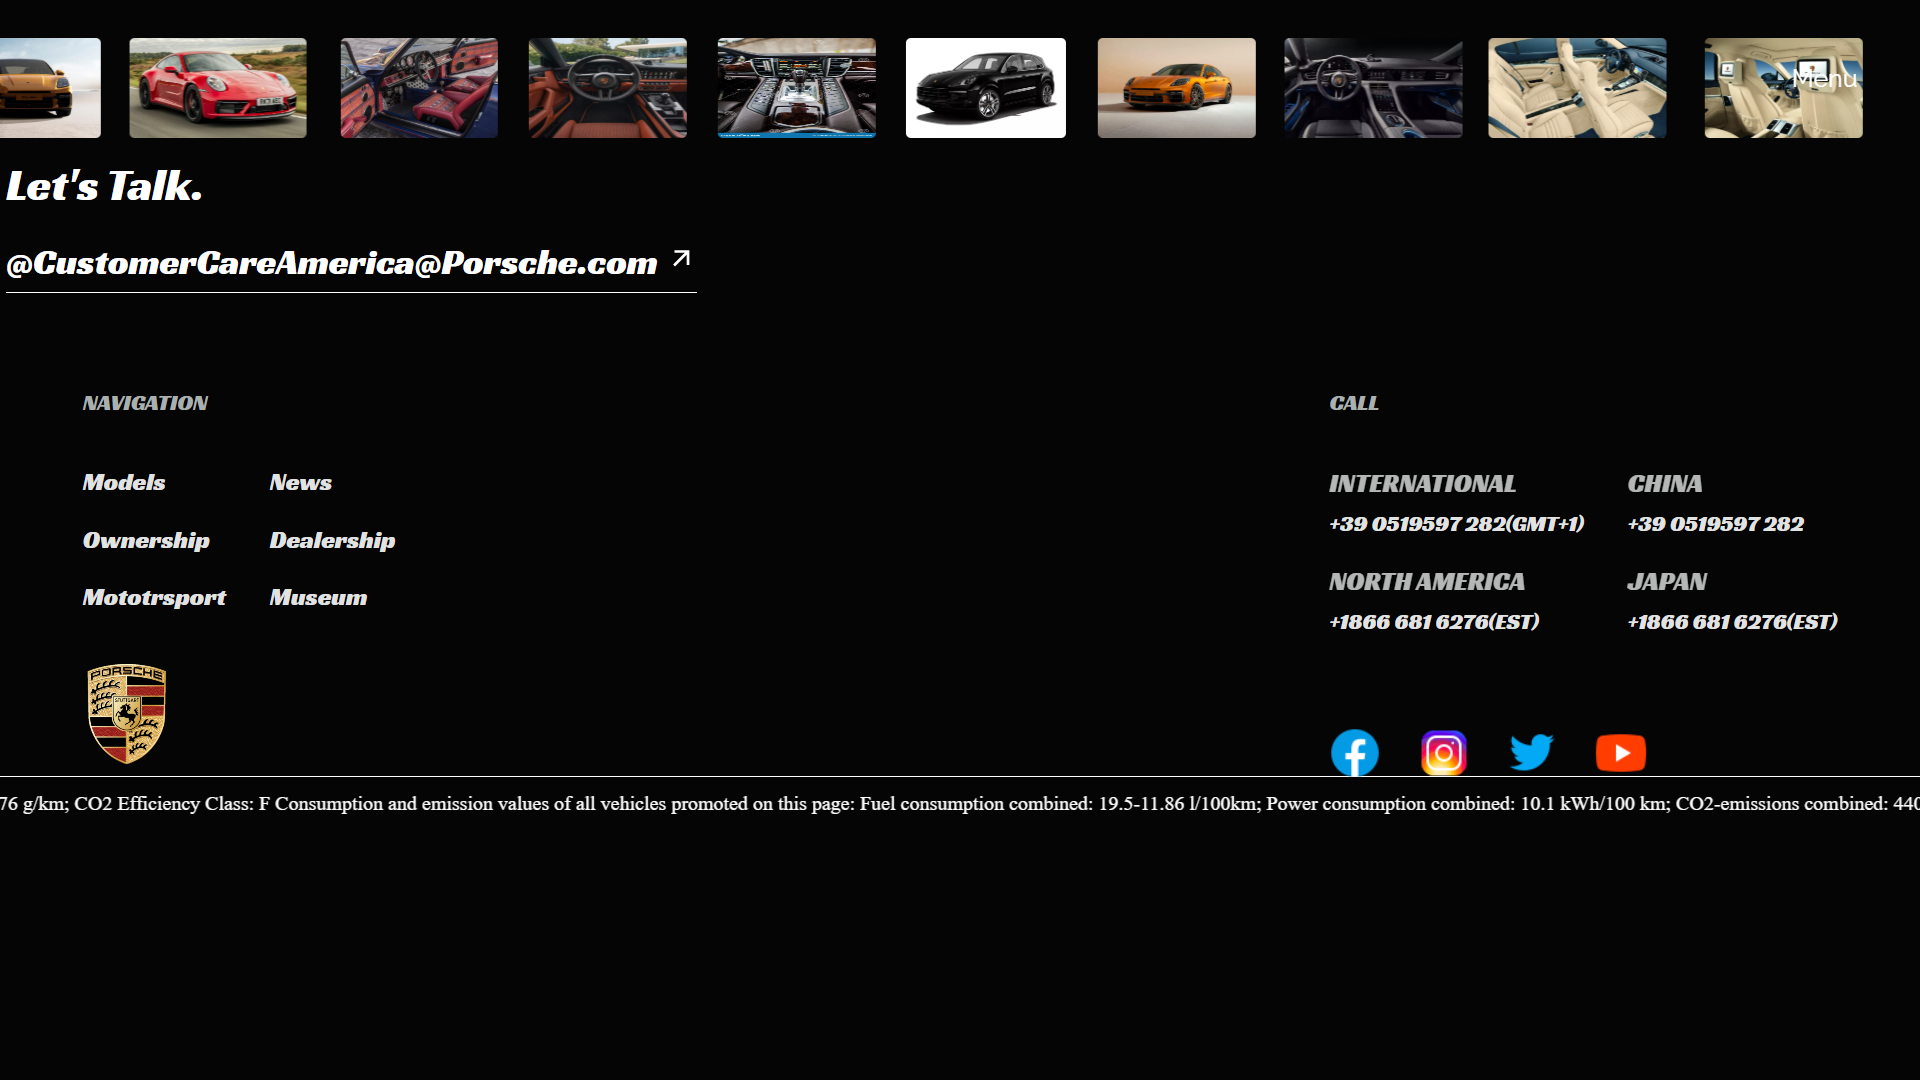 Menu
Let's Talk.
@CustomerCareAmerica@Porsche.com
NAVIGATION
Models
News
Ownership
Dealership
Mototrsport
Museum
CALL
INTERNATIONAL
+39 0519597 282(GMT+1)
CHINA
+39 0519597 282
NORTH AMERICA
+1866 681 6276(EST)
JAPAN
+1866 681 6276(EST)
PORSCHE
STUTTGART
76 g/km; CO2 Efficiency Class: F Consumption and emission values of all vehicles promoted on this page: Fuel consumption combined: 19.5-11.86 l/100km; Power consumption combined: 10.1 kWh/100 km; CO2-emissions combined: 440